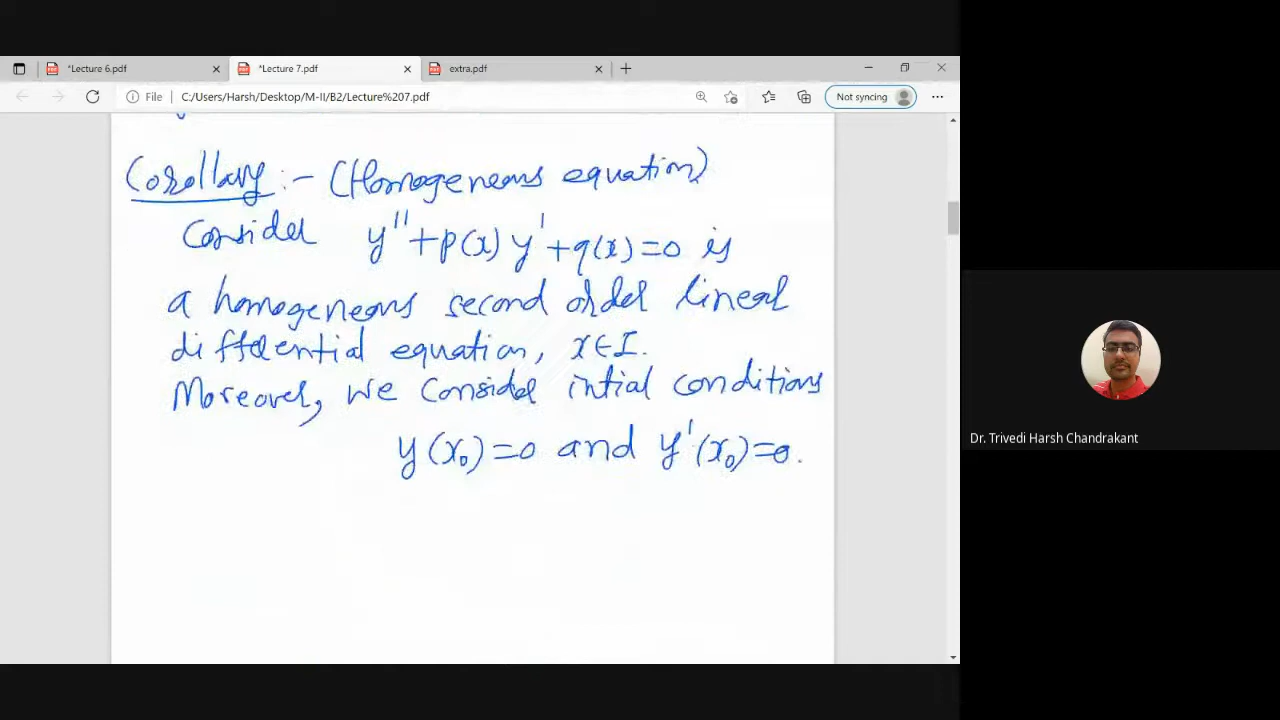 *Lecture 6.pdf
*Lecture 7.pdf
extra.pdf
File
C:/Users/Harsh/Desktop/M-II/B2/Lecture%207.pdf
Not syncing
Corollary :- (Homogeneous equation)
Consider y'' + p(x) y' + q(x) = 0 is
a homogeneous second order linear
differential equation, x ∈ I.
Moreover, we consider intial conditions
y(x₀) = 0 and y'(x₀) = 0.
Dr. Trivedi Harsh Chandrakant